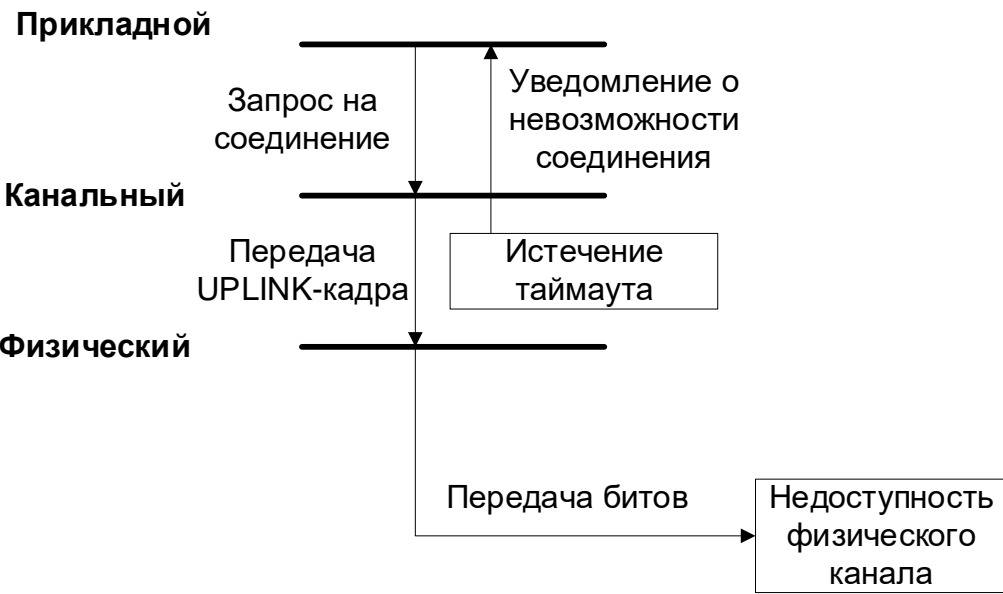 Прикладной
Запрос на
соединение
Уведомление о
невозможности
соединения
Канальный
Передача
UPLINK-кадра
Истечение
таймаута
Физический
Передача битов
Недоступность
физического
канала